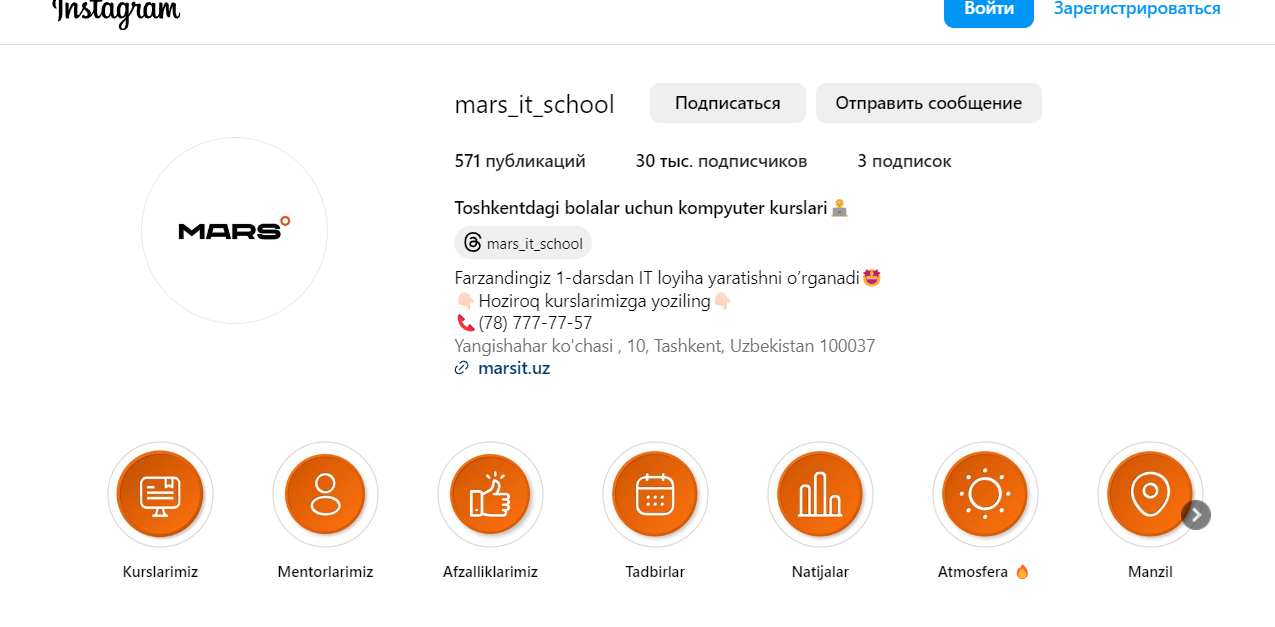 Instagram
Войти
Зарегистрироваться
mars_it_school
Подписаться
Отправить сообщение
571 публикаций
30 тыс. подписчиков
3 подписок
MARS
Toshkentdagi bolalar uchun kompyuter kurslari🧑‍💻
mars_it_school
Farzandingiz 1-darsdan IT loyiha yaratishni o’rganadi🤩
👇🏻Hoziroq kurslarimizga yoziling👇🏻
📞(78) 777-77-57
Yangishahar ko'chasi , 10, Tashkent, Uzbekistan 100037
marsit.uz
Kurslarimiz
Mentorlarimiz
Afzalliklarimiz
Tadbirlar
Natijalar
Atmosfera 🔥
Manzil